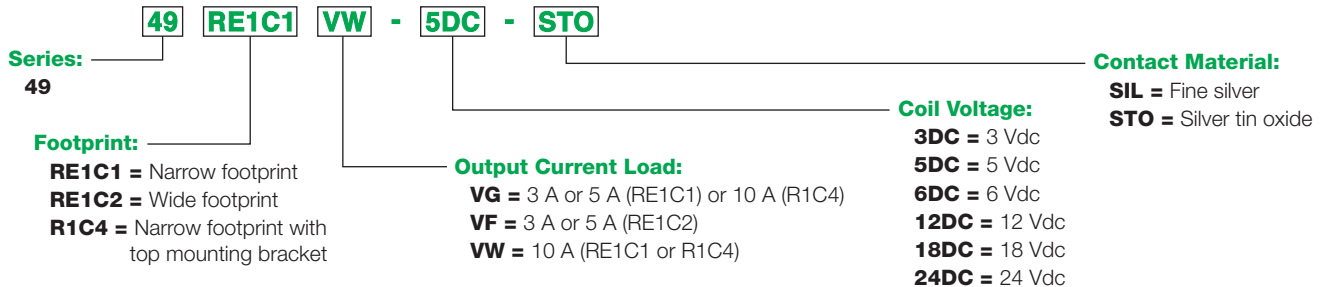 49 RE1C1 VW - 5DC - STO
Series:
49
Footprint:
RE1C1 = Narrow footprint
RE1C2 = Wide footprint
R1C4 = Narrow footprint with
top mounting bracket
Output Current Load:
VG = 3 A or 5 A (RE1C1) or 10 A (R1C4)
VF = 3 A or 5 A (RE1C2)
VW = 10 A (RE1C1 or R1C4)
Coil Voltage:
3DC = 3 Vdc
5DC = 5 Vdc
6DC = 6 Vdc
12DC = 12 Vdc
18DC = 18 Vdc
24DC = 24 Vdc
Contact Material:
SIL = Fine silver
STO = Silver tin oxide